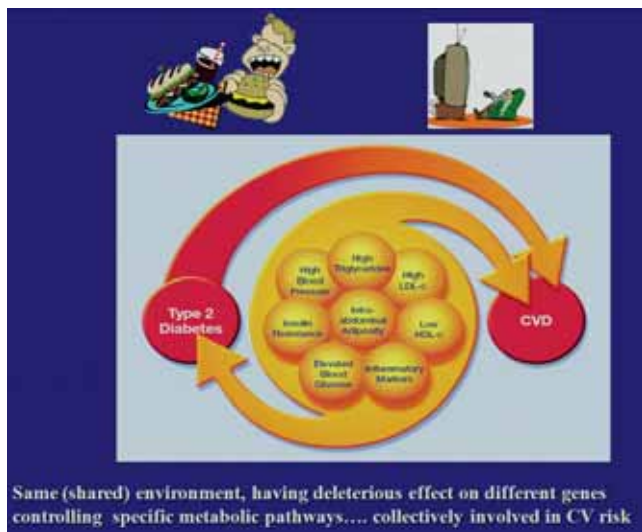 High
Triglycerides
High
Blood
Pressure
High
LDL-c
Type 2
Diabetes
Insulin
Resistance
Intra-
abdominal
Adiposity
Low
HDL-c
CVD
Elevated
Blood
Glucose
Inflammatory
Markers
Same (shared) environment, having deleterious effect on different genes
controlling specific metabolic pathways.... collectively involved in CV risk